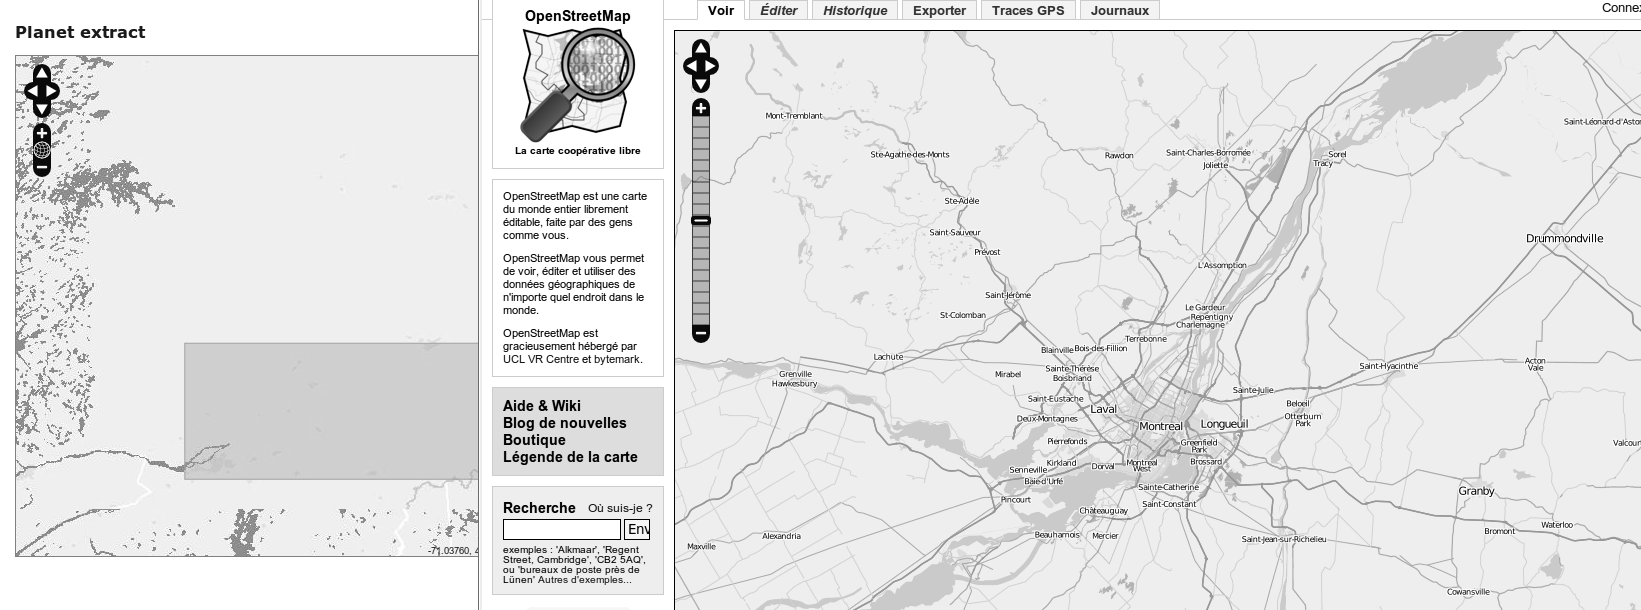 Planet extract
-71.03760, 4
OpenStreetMap
La carte coopérative libre
OpenStreetMap est une carte
du monde entier librement
éditable, faite par des gens
comme vous.
OpenStreetMap vous permet
de voir, éditer et utiliser des
données géographiques de
n'importe quel endroit dans le
monde.
OpenStreetMap est
gracieusement hébergé par
UCL VR Centre et bytemark.
Aide & Wiki
Blog de nouvelles
Boutique
Légende de la carte
Recherche Où suis-je ?
Env
exemples : 'Alkmaar', 'Regent
Street, Cambridge', 'CB2 5AQ',
ou 'bureaux de poste près de
Lünen' Autres d'exemples...
Voir Éditer Historique Exporter Traces GPS Journaux
Connex
Mont-Tremblant
Saint-Léonard-d'Aston
Ste-Agathe-des-Monts
Rawdon
Saint-Charles-Borromée
Joliette
Sorel
Tracy
Ste-Adèle
Saint-Sauveur
Prévost
Drummondville
L'Assomption
Saint-Jérôme
St-Colomban
Le Gardeur
Repentigny
Charlemagne
Terrebonne
Blainville
Bois-des-Fillion
Lachute
Grenville
Hawkesbury
Mirabel
Sainte-Thérèse
Boisbriand
Saint-Hyacinthe
Acton
Vale
Saint-Eustache
Sainte-Julie
Laval
Beloeil
Deux-Montagnes
Otterburn
Park
Montreal
Longueuil
Pierrefonds
Greenfield
Park
Valcour
Kirkland
Senneville
Dorval
Montreal
West
Brossard
Baie-d'Urfé
Sainte-Catherine
Granby
Pincourt
Saint-Constant
Châteauguay
Waterloo
Bromont
Alexandria
Beauharnois
Mercier
Saint-Jean-sur-Richelieu
Maxville
Cowansville